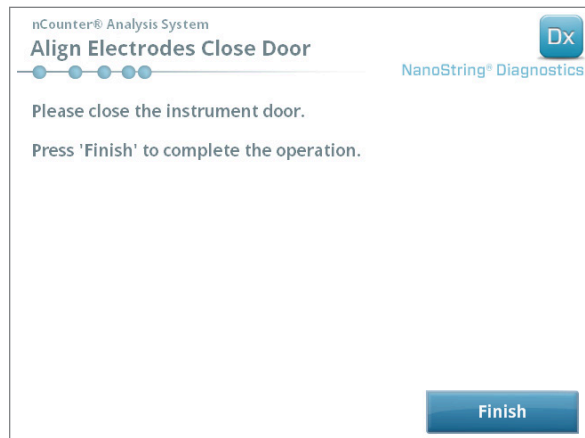 nCounter® Analysis System
Align Electrodes Close Door
Dx
NanoString® Diagnostics
Please close the instrument door.
Press 'Finish' to complete the operation.
Finish